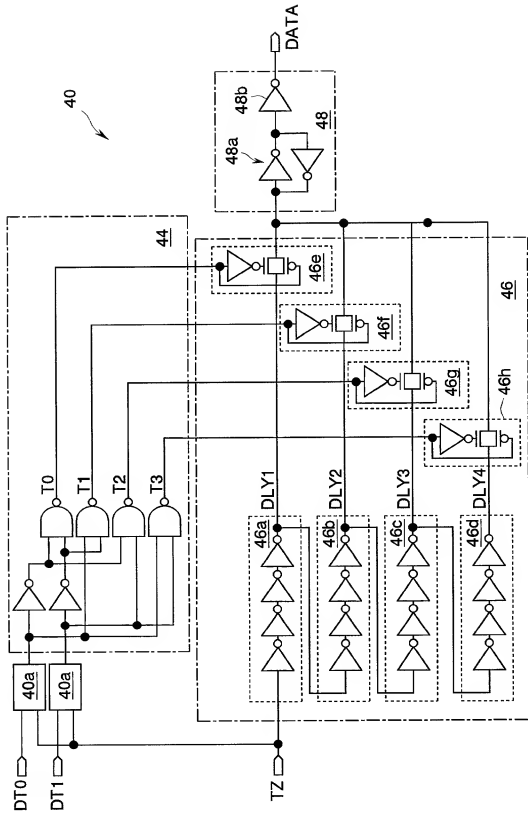 40
DT0
DT1
TZ
40a
40a
44
T0
T1
T2
T3
46
46a
46b
46c
46d
DLY1
DLY2
DLY3
DLY4
46e
46f
46g
46h
48
48a
48b
DATA